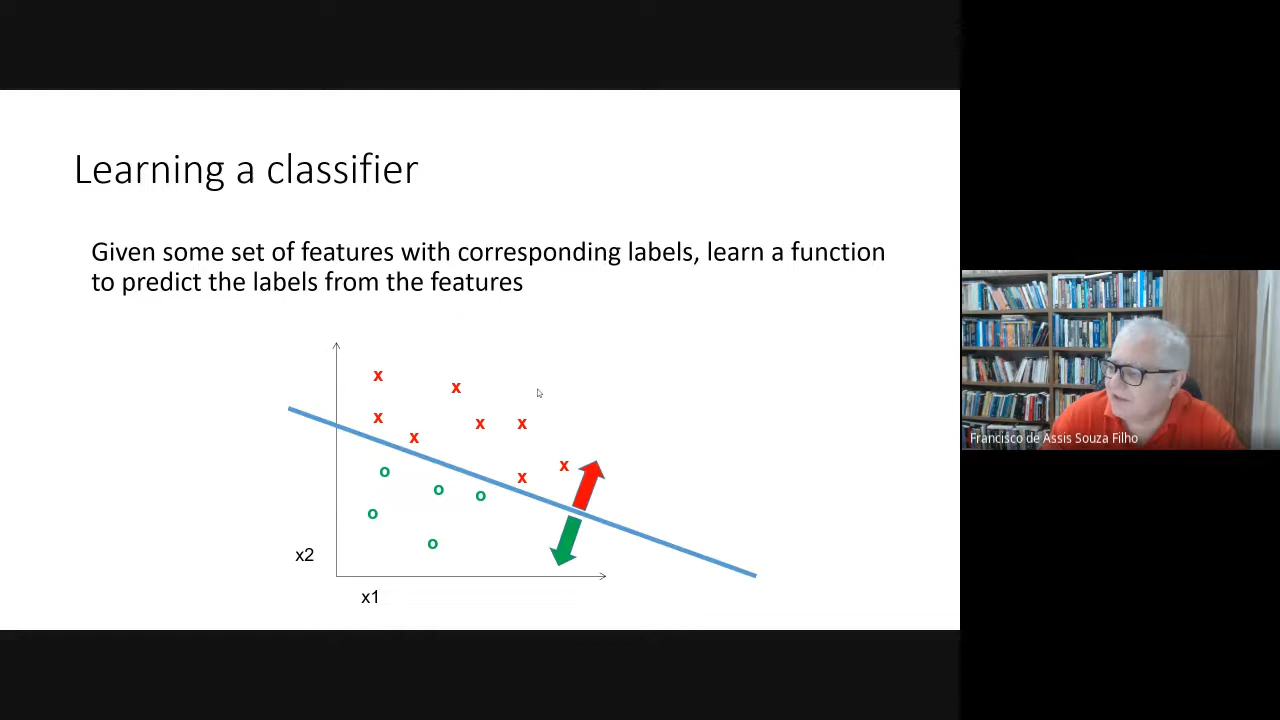 Learning a classifier
Given some set of features with corresponding labels, learn a function
to predict the labels from the features
x
x
x
x
x
x
x
x
o
o
o
o
o
x2
x1
Francisco de Assis Souza Filho